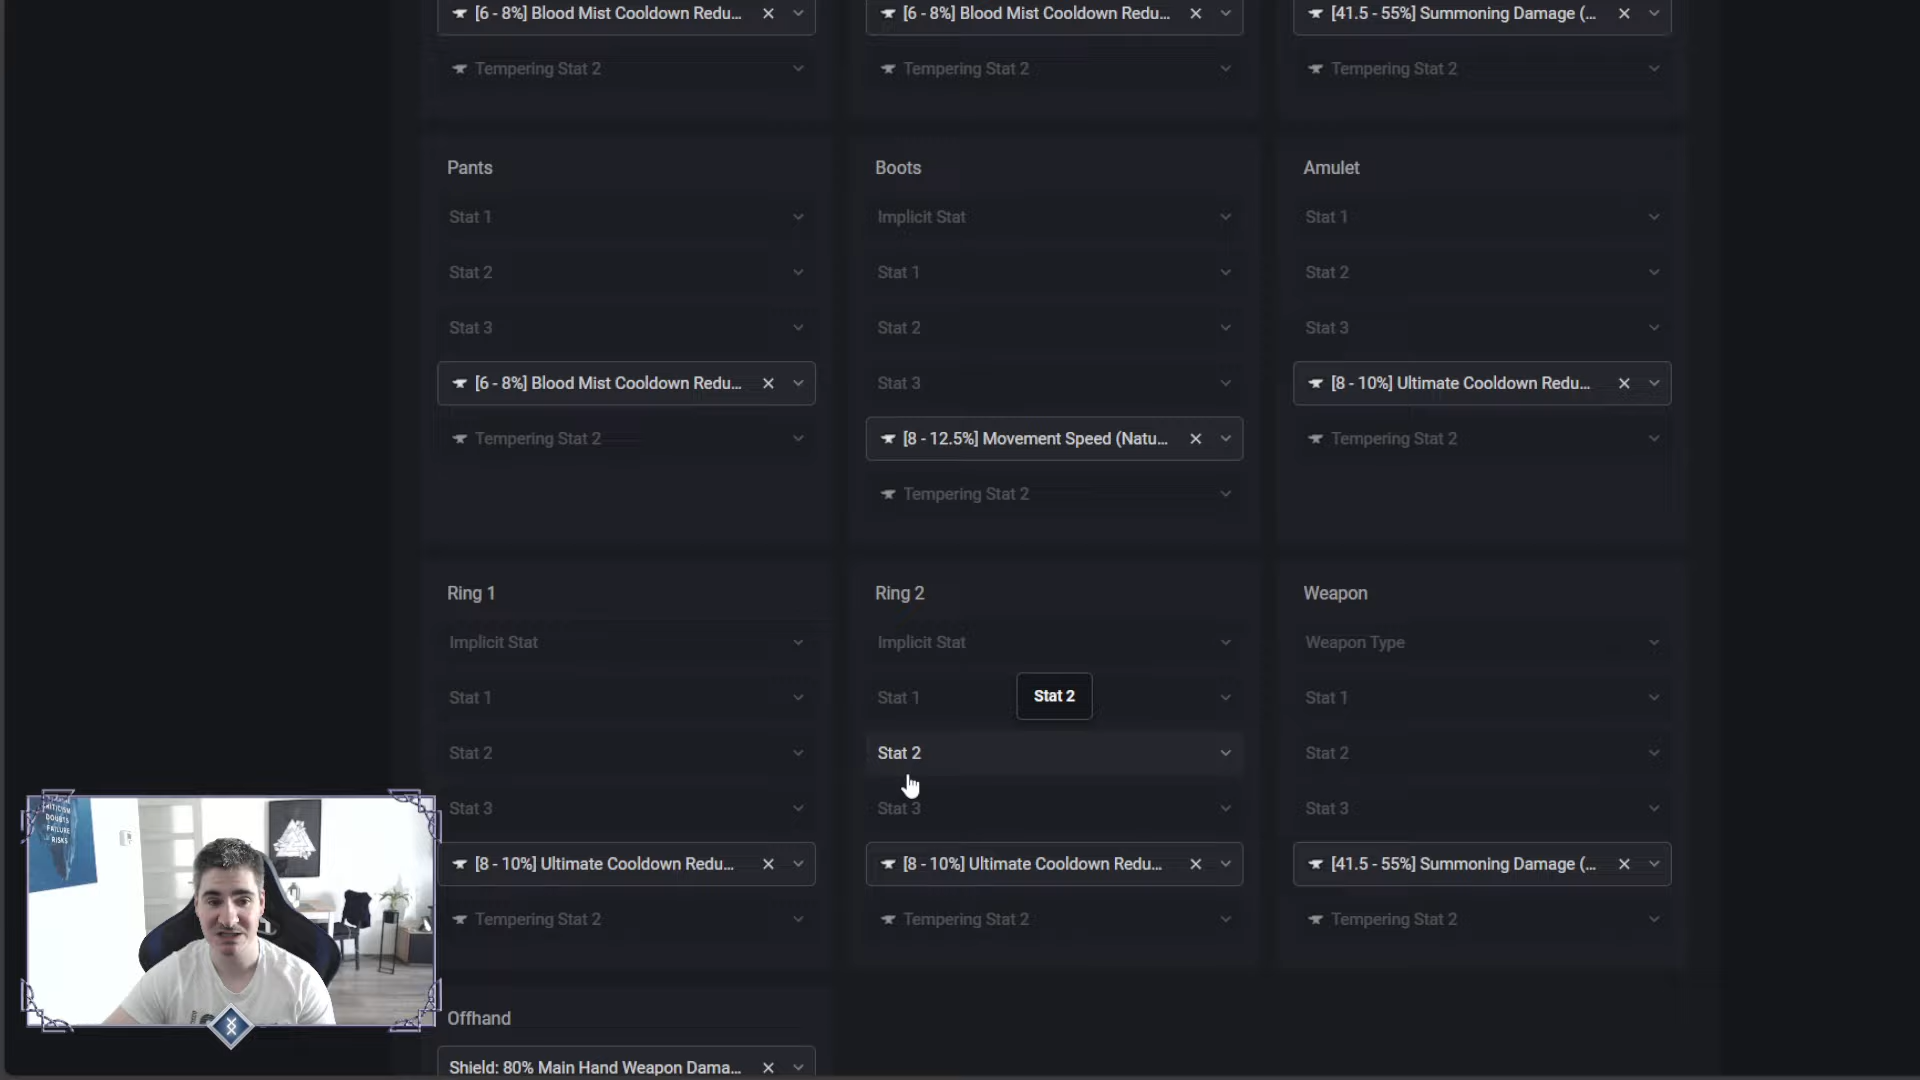 [6 - 8%] Blood Mist Cooldown Redu...
[6 - 8%] Blood Mist Cooldown Redu...
[41.5 - 55%] Summoning Damage (...
Tempering Stat 2
Tempering Stat 2
Tempering Stat 2
Pants
Boots
Amulet
Stat 1
Implicit Stat
Stat 1
Stat 2
Stat 1
Stat 2
Stat 3
Stat 2
Stat 3
[6 - 8%] Blood Mist Cooldown Redu...
Stat 3
[8 - 10%] Ultimate Cooldown Redu...
Tempering Stat 2
[8 - 12.5%] Movement Speed (Natu...
Tempering Stat 2
Tempering Stat 2
Ring 1
Ring 2
Weapon
Implicit Stat
Implicit Stat
Weapon Type
Stat 1
Stat 1
Stat 2
Stat 1
Stat 2
Stat 2
Stat 2
Stat 3
Stat 3
Stat 3
[8 - 10%] Ultimate Cooldown Redu...
[8 - 10%] Ultimate Cooldown Redu...
[41.5 - 55%] Summoning Damage (...
Tempering Stat 2
Tempering Stat 2
Tempering Stat 2
Offhand
Shield: 80% Main Hand Weapon Dama...
DOUBTS
FAILURE
RISKS